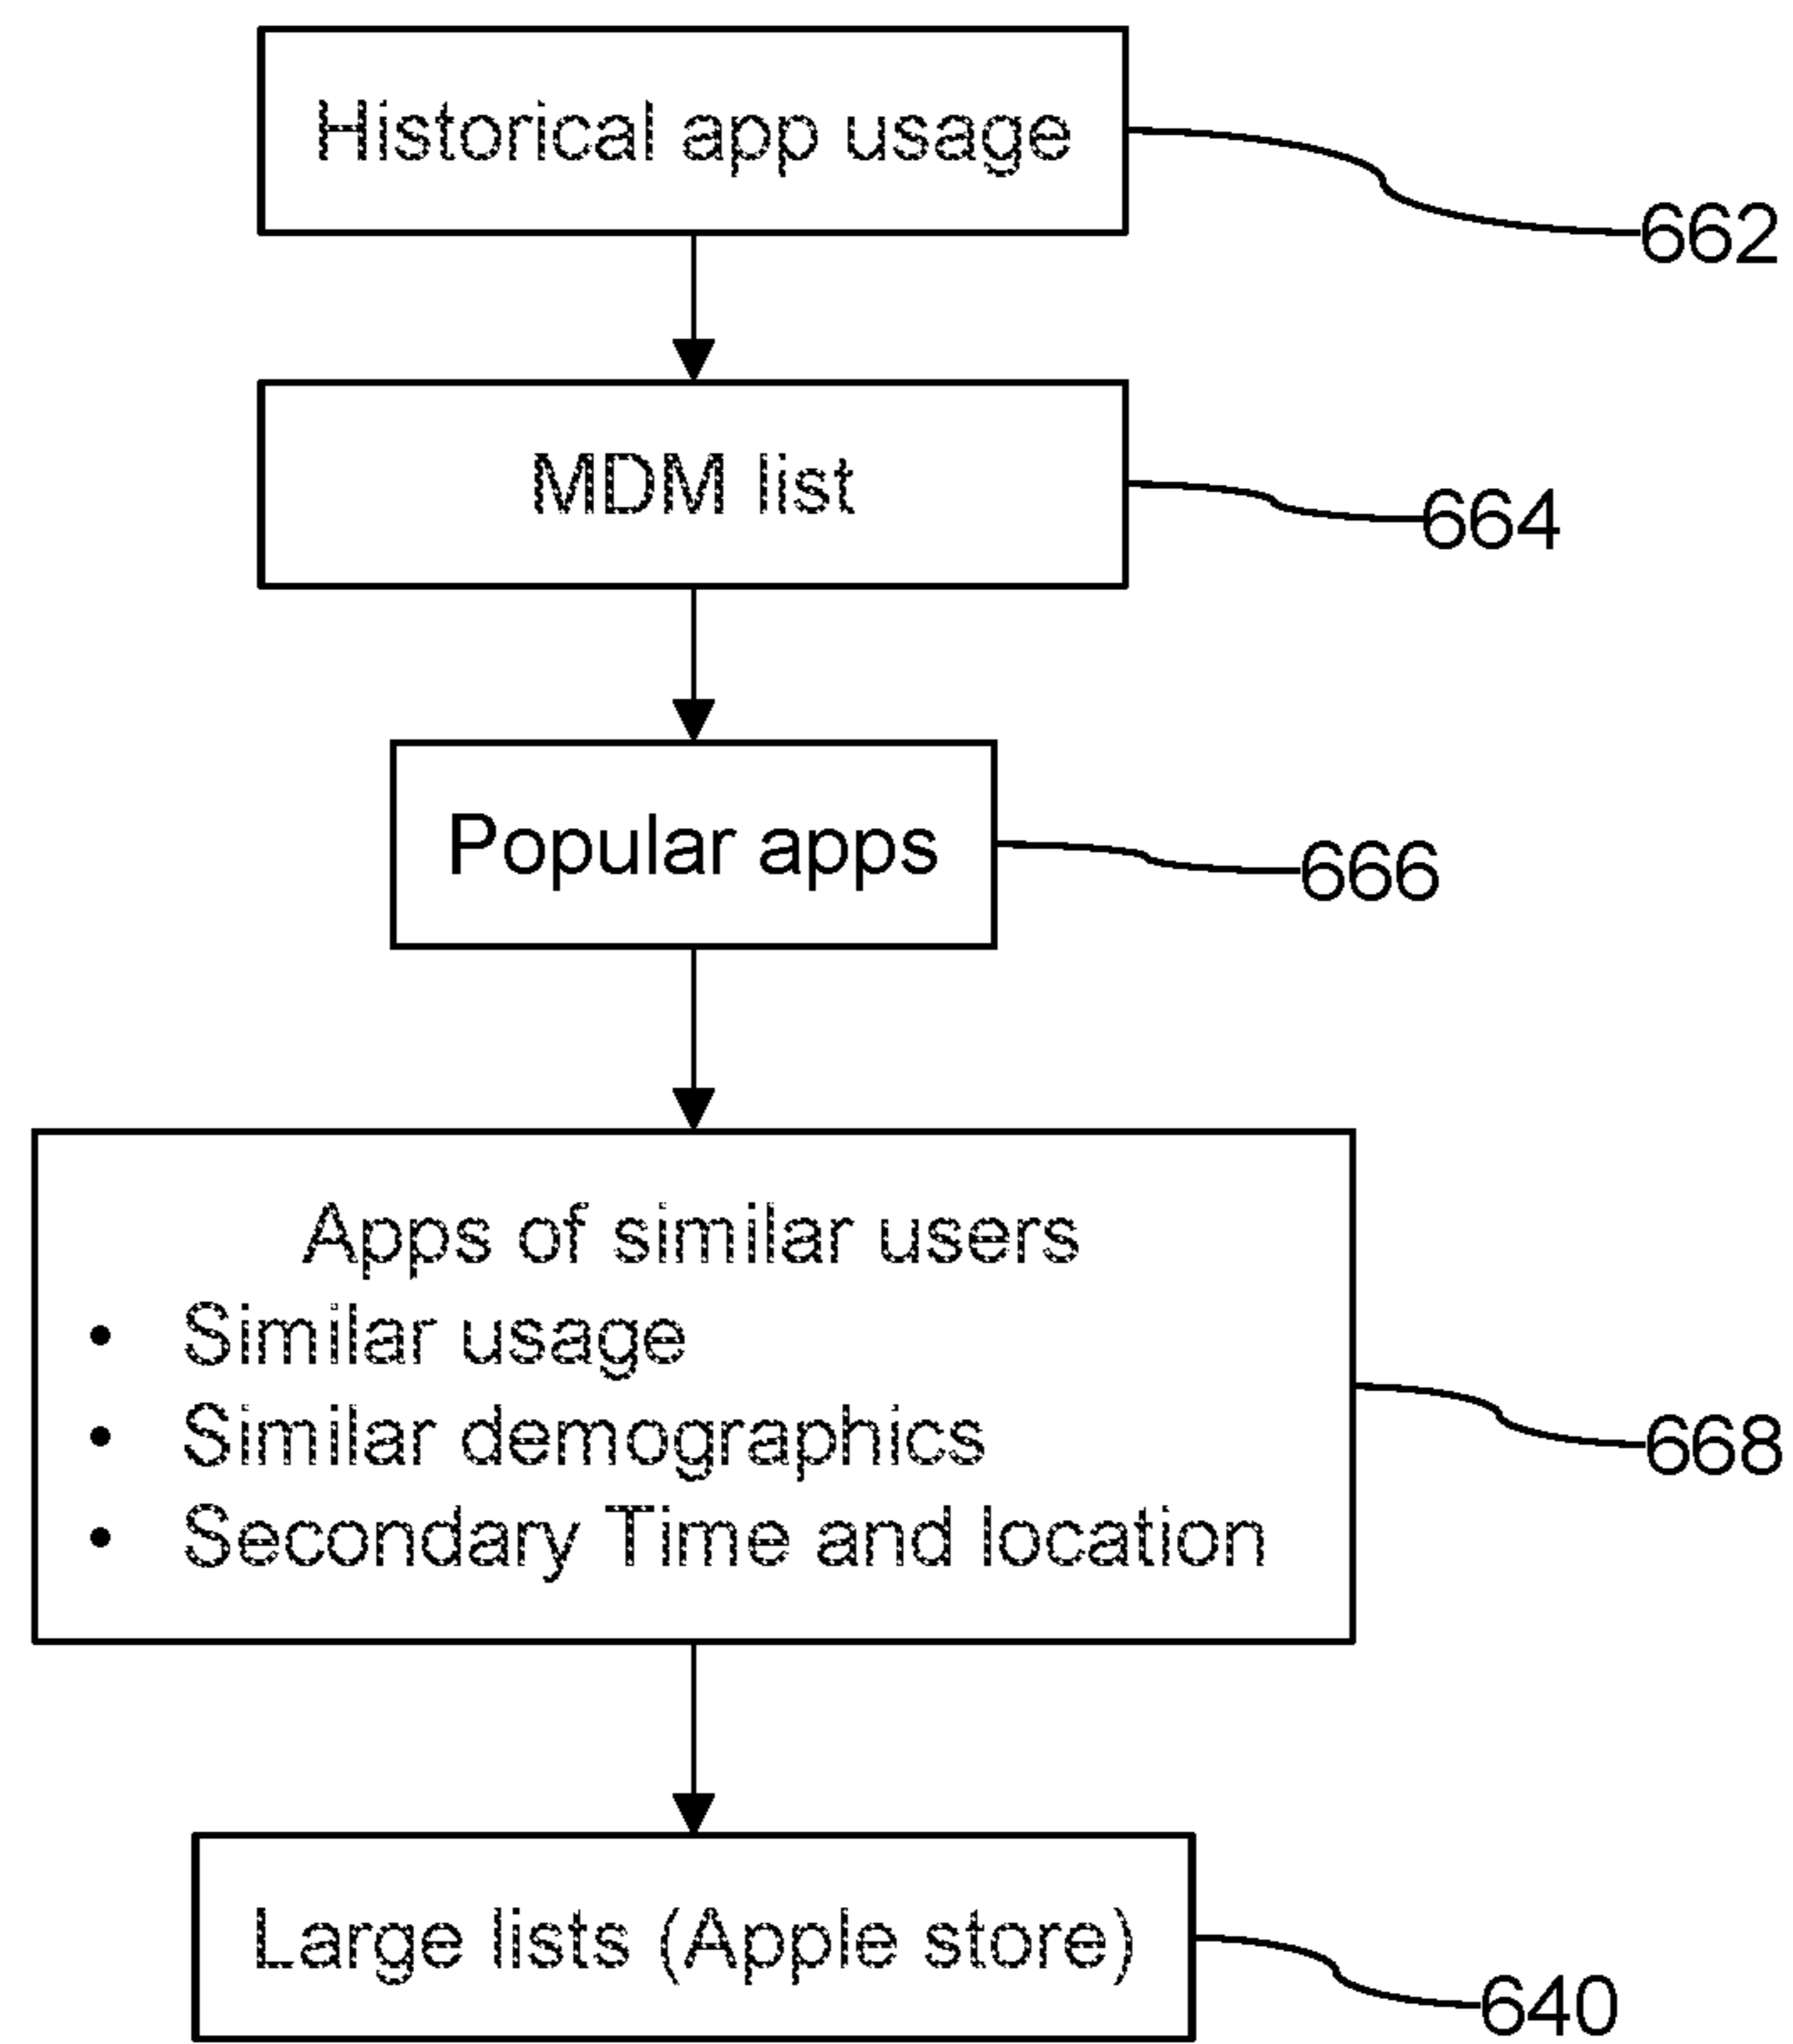 Historical app usage
662
MDM list
664
Popular apps
666
Apps of similar users
• Similar usage
• Similar demographics
• Secondary Time and location
668
Large lists (Apple store)
640